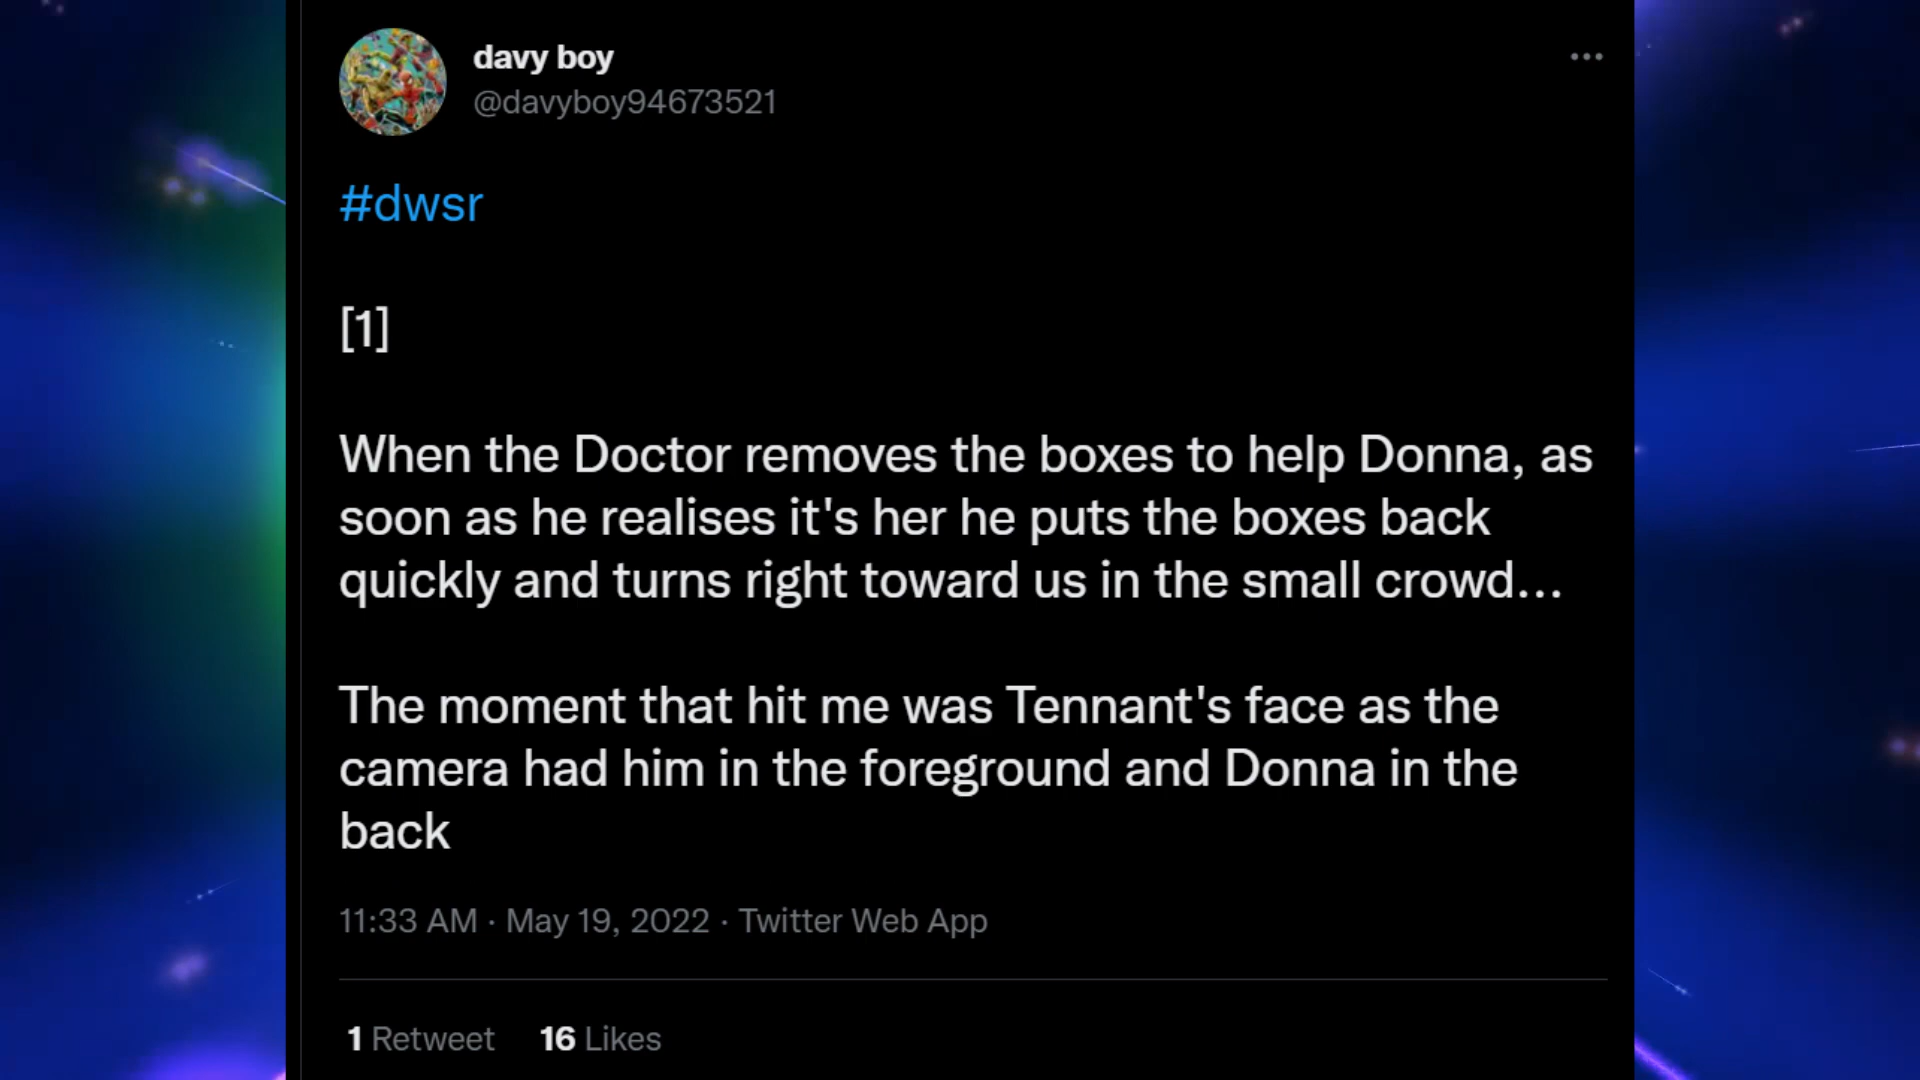 davy boy
@davyboy94673521
#dwsr
[1]
When the Doctor removes the boxes to help Donna, as
soon as he realises it's her he puts the boxes back
quickly and turns right toward us in the small crowd...
The moment that hit me was Tennant's face as the
camera had him in the foreground and Donna in the
back
11:33 AM · May 19, 2022 · Twitter Web App
1 Retweet 16 Likes